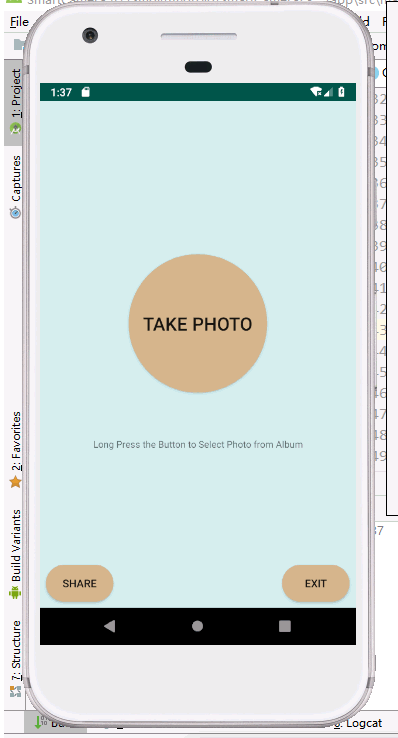 File
1: Project
Captures
1:37
TAKE PHOTO
Long Press the Button to Select Photo from Album
2: Favorites
Build Variants
SHARE
EXIT
7: Structure
Logcat